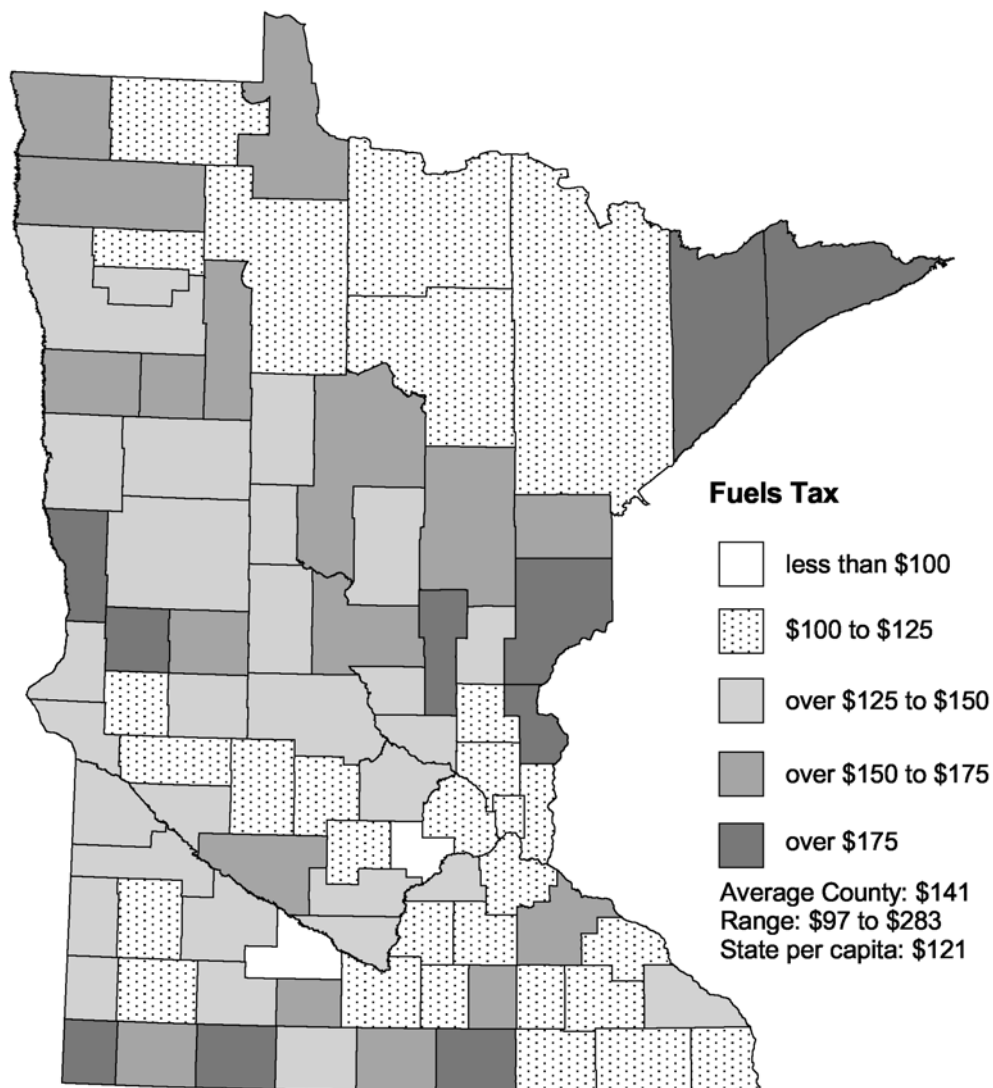 Fuels Tax
less than $100
$100 to $125
over $125 to $150
over $150 to $175
over $175
Average County: $141
Range: $97 to $283
State per capita: $121